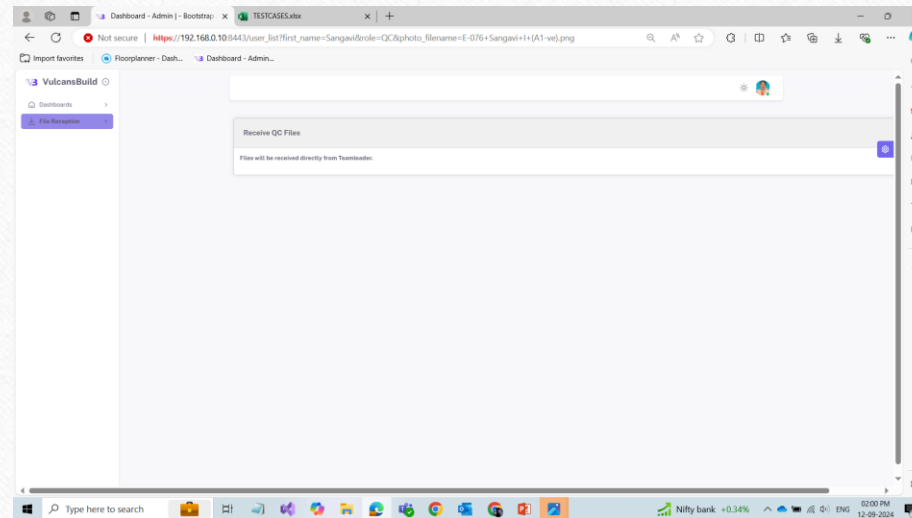 Dashboard - Admin | - Bootstrap
TESTCASES.xlsx
Not secure | https://192.168.0.10:8443/user_list?first_name=Sangavi&role=QC&photo_filename=E-076+Sangavi+I+(A1-ve).png
Import favorites
Floorplanner - Dash...
Dashboard - Admin...
VulcansBuild
Dashboards
File Reception
Receive QC Files
Files will be received directly from Teamleader.
Type here to search
Nifty bank +0.34%
ENG
02:00 PM
12-09-2024